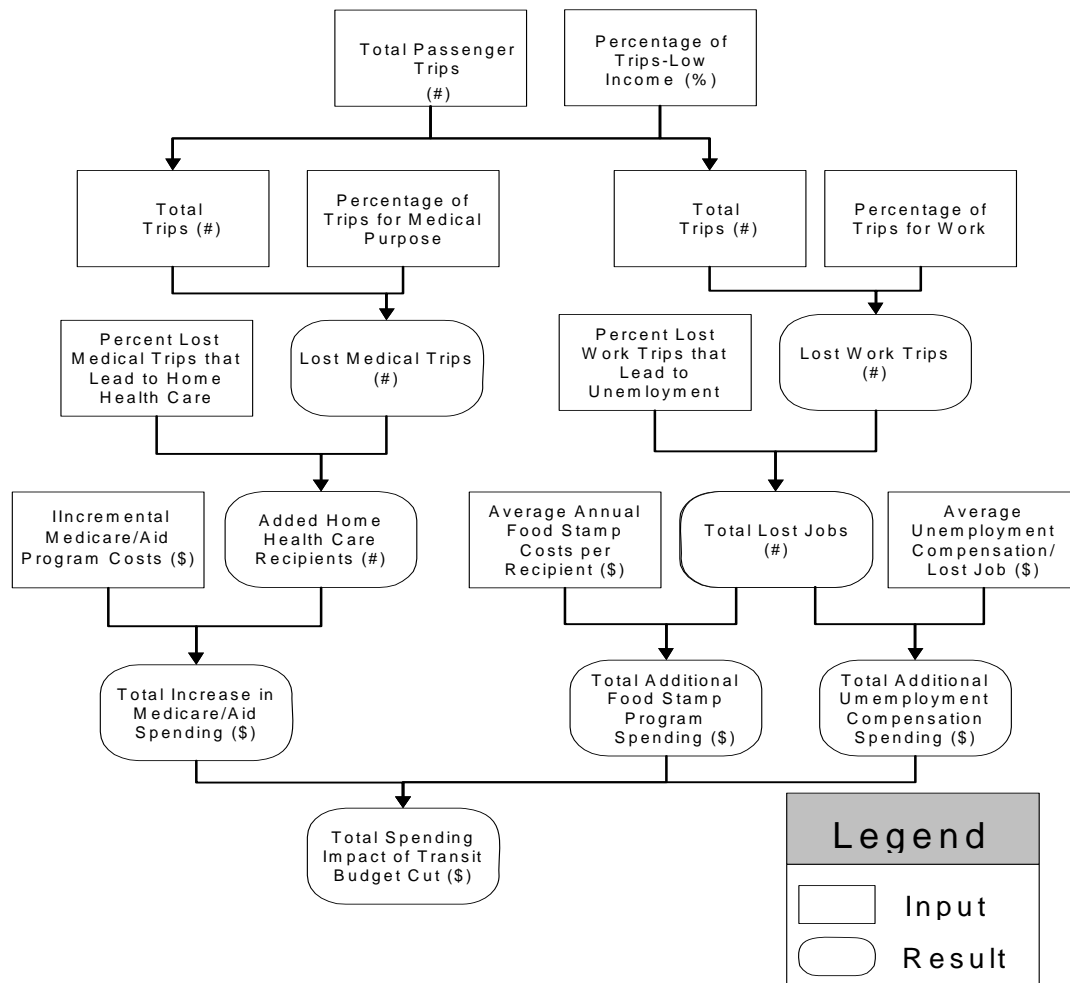 Total Passenger
Trips
(#)
Percentage of
Trips-Low
Income (%)
Total
Trips (#)
Percentage of
Trips for Medical
Purpose
Total
Trips (#)
Percentage of
Trips for Work
Percent Lost
Medical Trips that
Lead to Home
Health Care
Lost Medical Trips
(#)
Percent Lost
Work Trips that
Lead to
Unemployment
Lost Work Trips
(#)
IIncremental
Medicare/Aid
Program Costs ($)
Added Home
Health Care
Recipients (#)
Average Annual
Food Stamp
Costs per
Recipient ($)
Total Lost Jobs
(#)
Average
Unemployment
Compensation/
Lost Job ($)
Total Increase in
Medicare/Aid
Spending ($)
Total Additional
Food Stamp
Program
Spending ($)
Total Additional
Umemployment
Compensation
Spending ($)
Total Spending
Impact of Transit
Budget Cut ($)
Legend
Input
Result